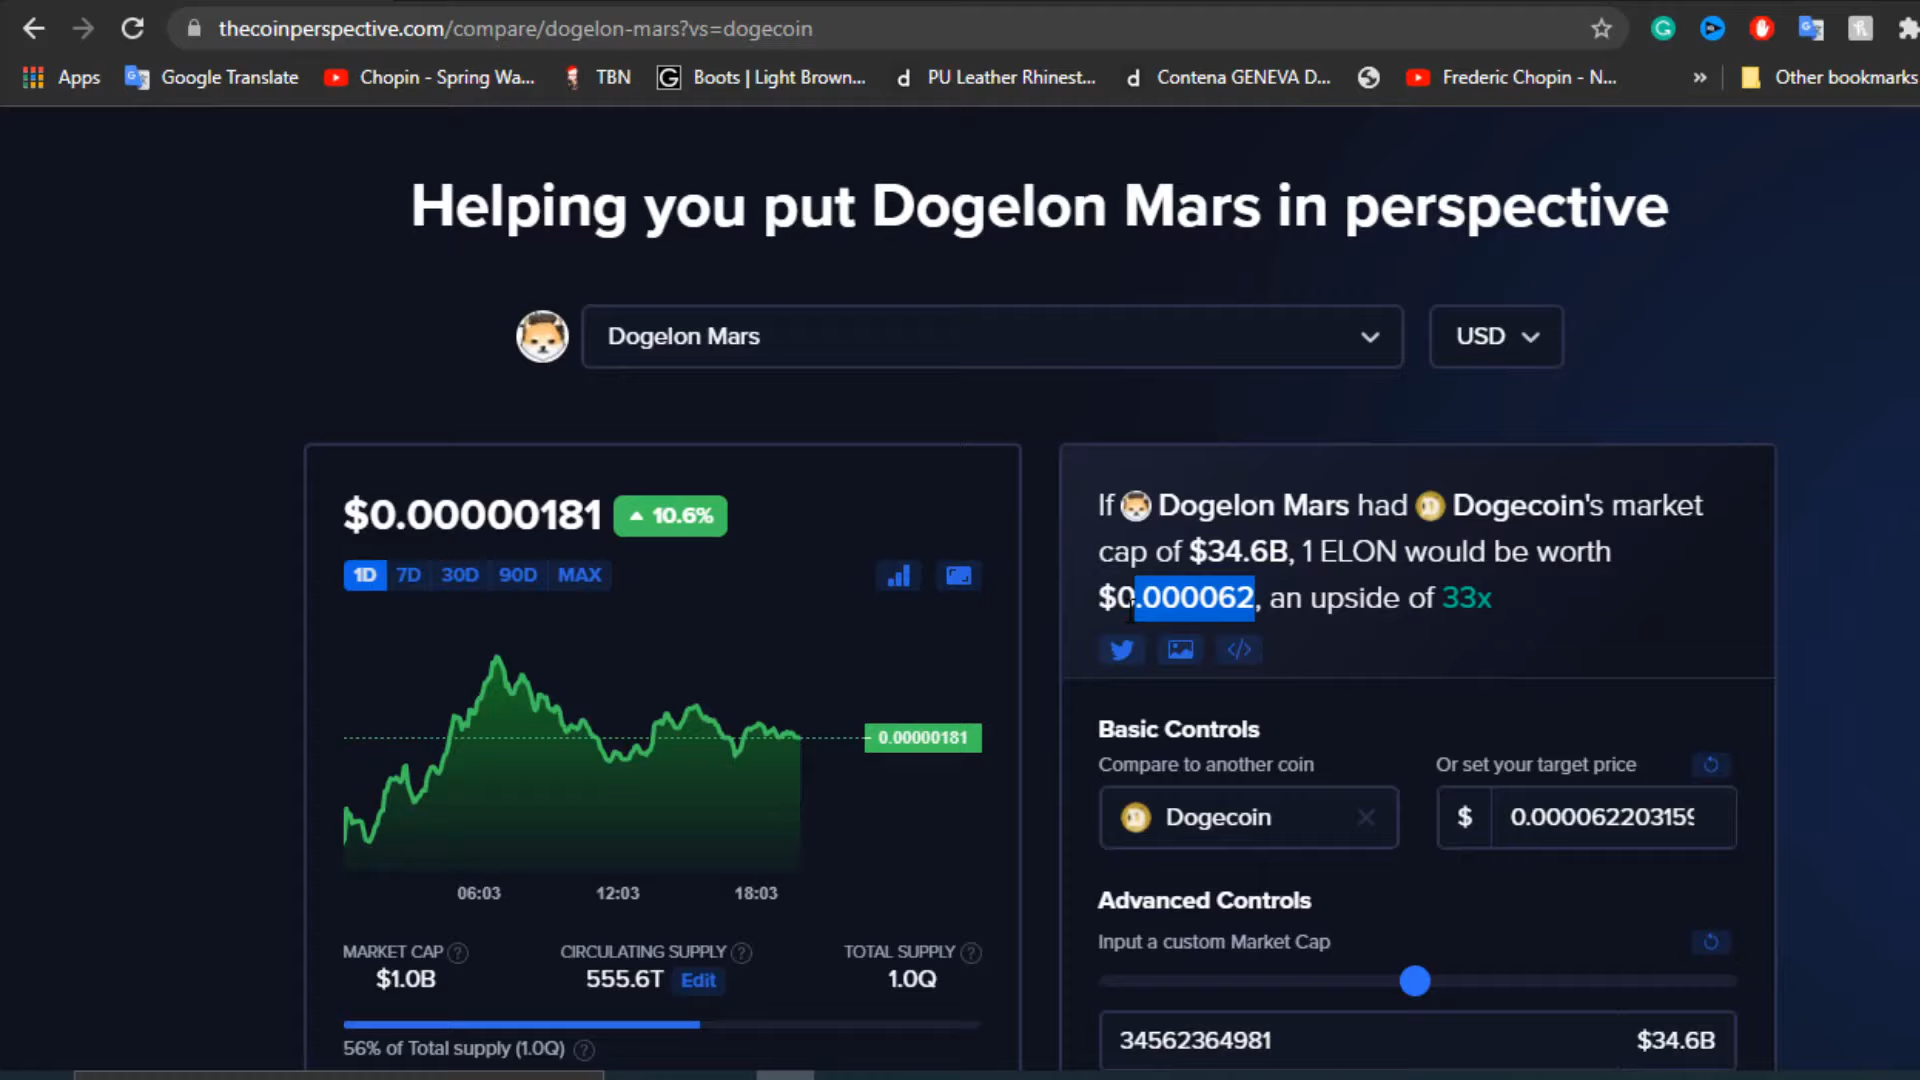 thecoinperspective.com/compare/dogelon-mars?vs=dogecoin
Apps Google Translate Chopin - Spring Wa... TBN Boots | Light Brown... PU Leather Rhinest... Contena GENEVA D... Frederic Chopin - N... » Other bookmarks
Helping you put Dogelon Mars in perspective
Dogelon Mars USD
$0.00000181 10.6%
1D 7D 30D 90D MAX
0.00000181
06:03 12:03 18:03
MARKET CAP ? CIRCULATING SUPPLY ? TOTAL SUPPLY ?
$1.0B 555.6T Edit 1.0Q
56% of Total supply (1.0Q) ?
If Dogelon Mars had Dogecoin's market
cap of $34.6B, 1 ELON would be worth
$0.000062, an upside of 33x
Basic Controls
Compare to another coin Or set your target price
Dogecoin $ 0.000062203159
Advanced Controls
Input a custom Market Cap
34562364981 $34.6B